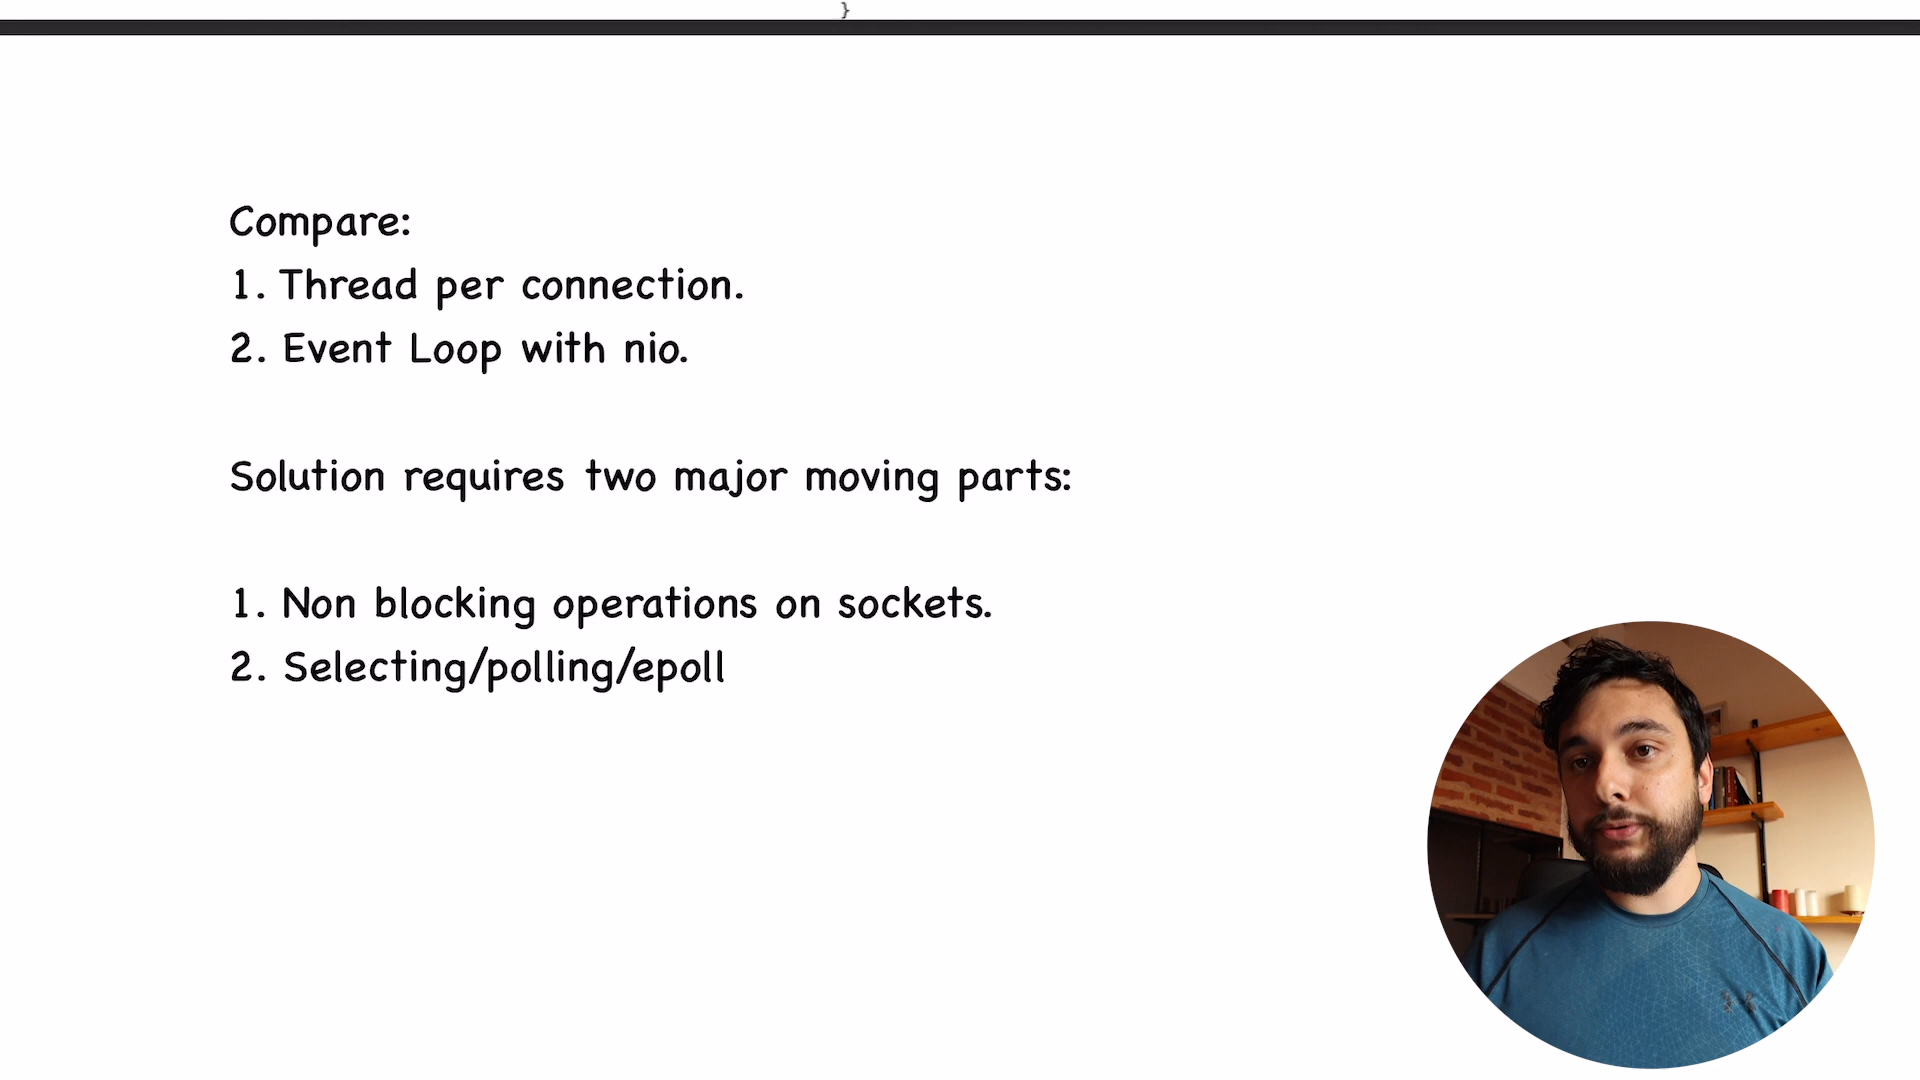 }
Compare:
1. Thread per connection.
2. Event Loop with nio.
Solution requires two major moving parts:
1. Non blocking operations on sockets.
2. Selecting/polling/epoll